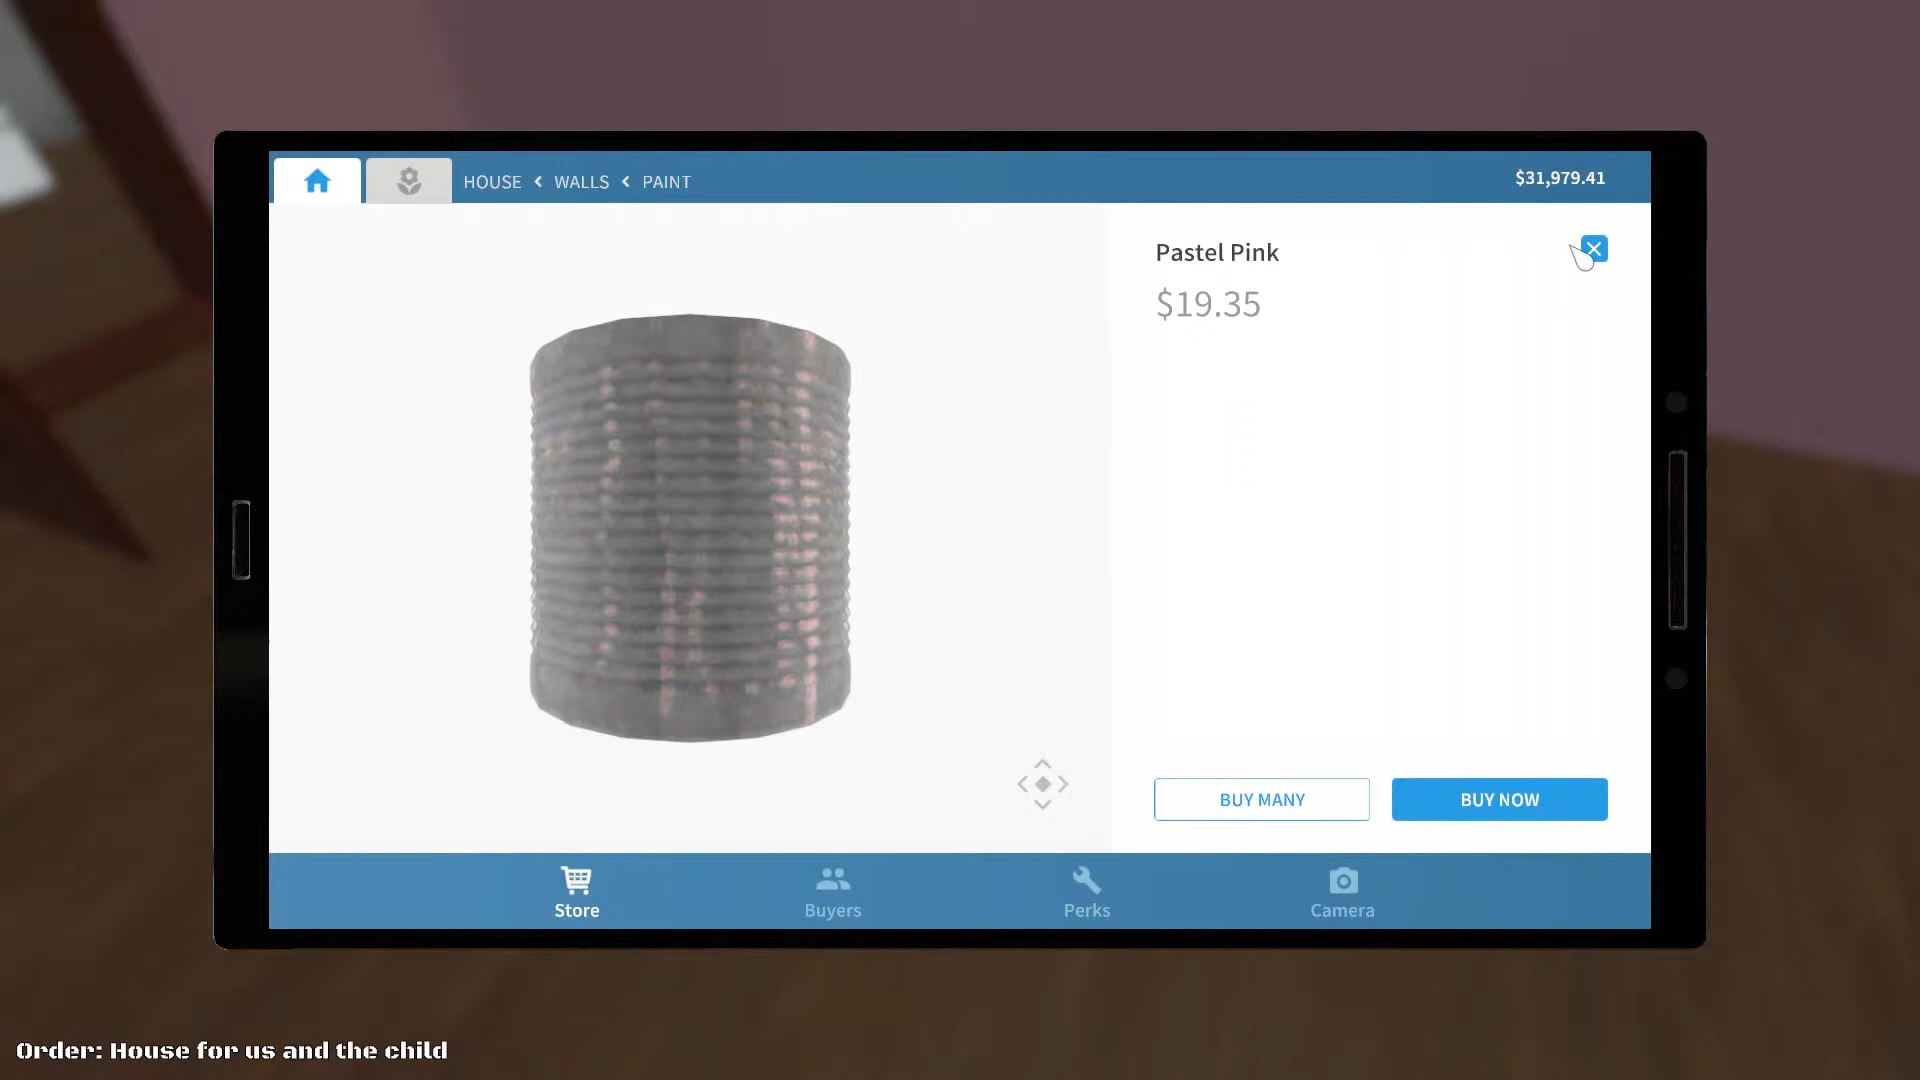 HOUSE < WALLS < PAINT
$31,979.41
Pastel Pink
$19.35
BUY MANY
BUY NOW
Store
Buyers
Perks
Camera
Order: House for us and the child